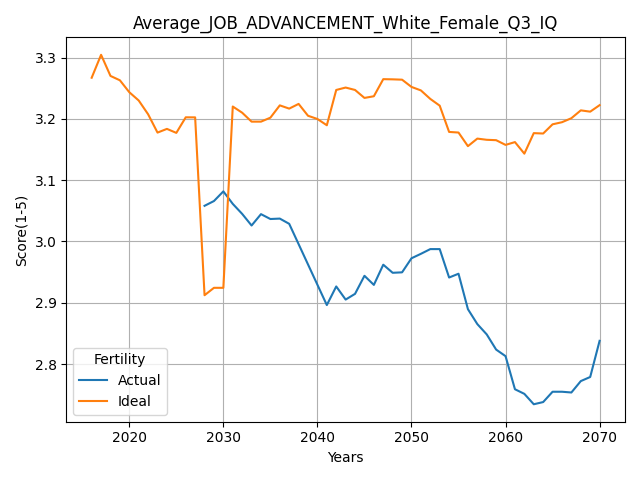 Average_JOB_ADVANCEMENT_White_Female_Q3_IQ
Score(1-5)
3.3
3.2
3.1
3.0
2.9
2.8
Fertility
Actual
Ideal
2020 2030 2040 2050 2060 2070
Years